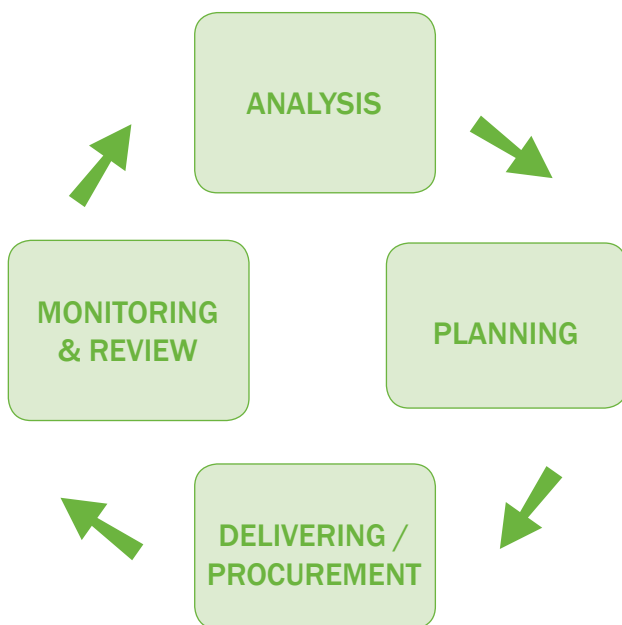 ANALYSIS
PLANNING
DELIVERING /
PROCUREMENT
MONITORING
& REVIEW